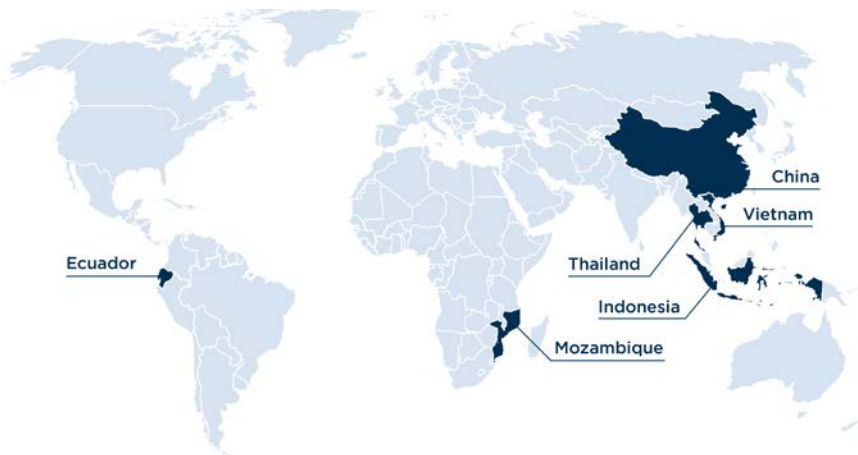 China
Vietnam
Ecuador
Thailand
Indonesia
Mozambique